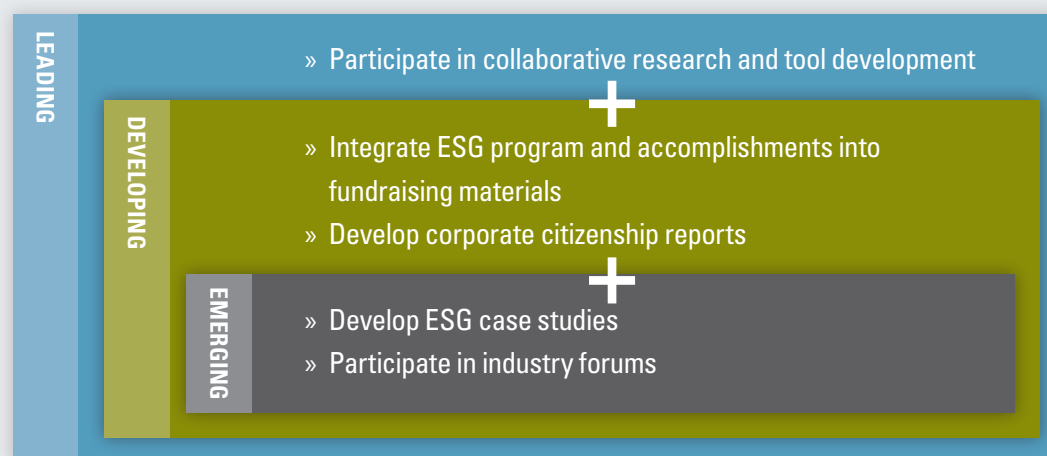 LEADING
» Participate in collaborative research and tool development
+
DEVELOPING
» Integrate ESG program and accomplishments into
fundraising materials
» Develop corporate citizenship reports
+
EMERGING
» Develop ESG case studies
» Participate in industry forums